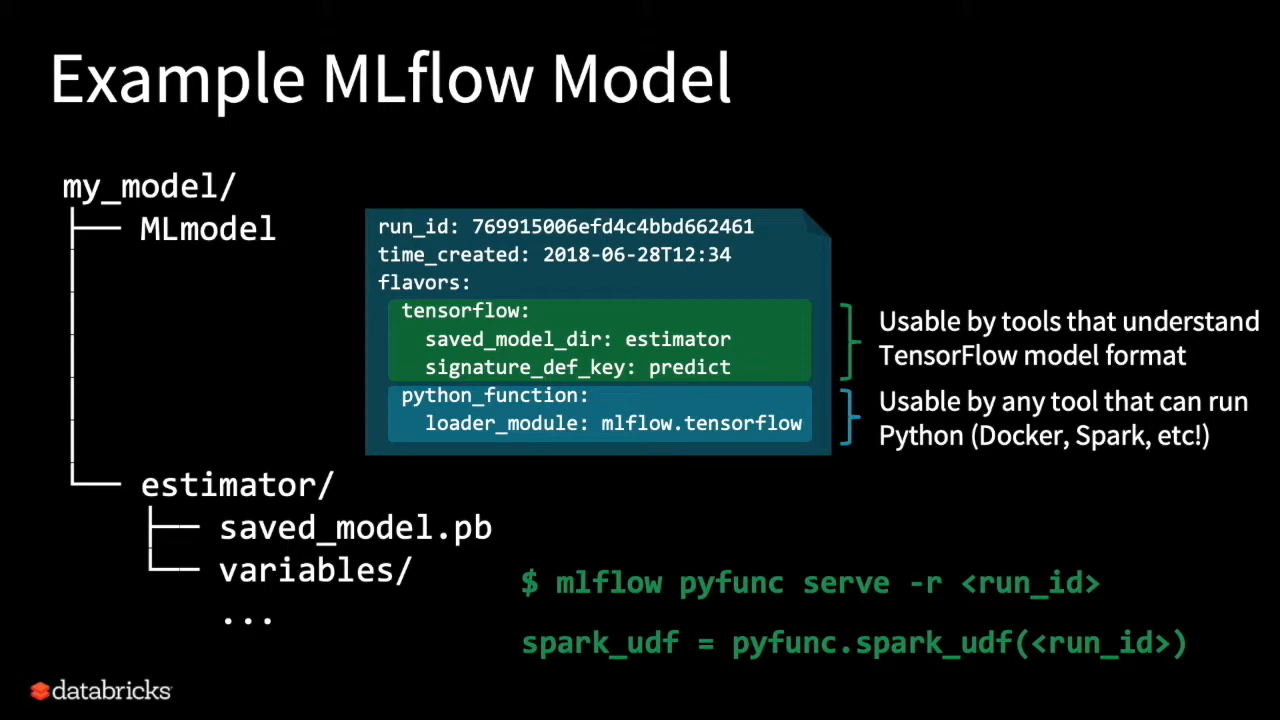 Example MLflow Model
my_model/
MLmodel
run_id: 769915006efd4c4bbd662461
time_created: 2018-06-28T12:34
flavors:
tensorflow:
saved_model_dir: estimator
signature_def_key: predict
python_function:
loader_module: mlflow.tensorflow
Usable by tools that understand
TensorFlow model format
Usable by any tool that can run
Python (Docker, Spark, etc!)
estimator/
saved_model.pb
variables/
...
$ mlflow pyfunc serve -r <run_id>
spark_udf = pyfunc.spark_udf(<run_id>)
databricks